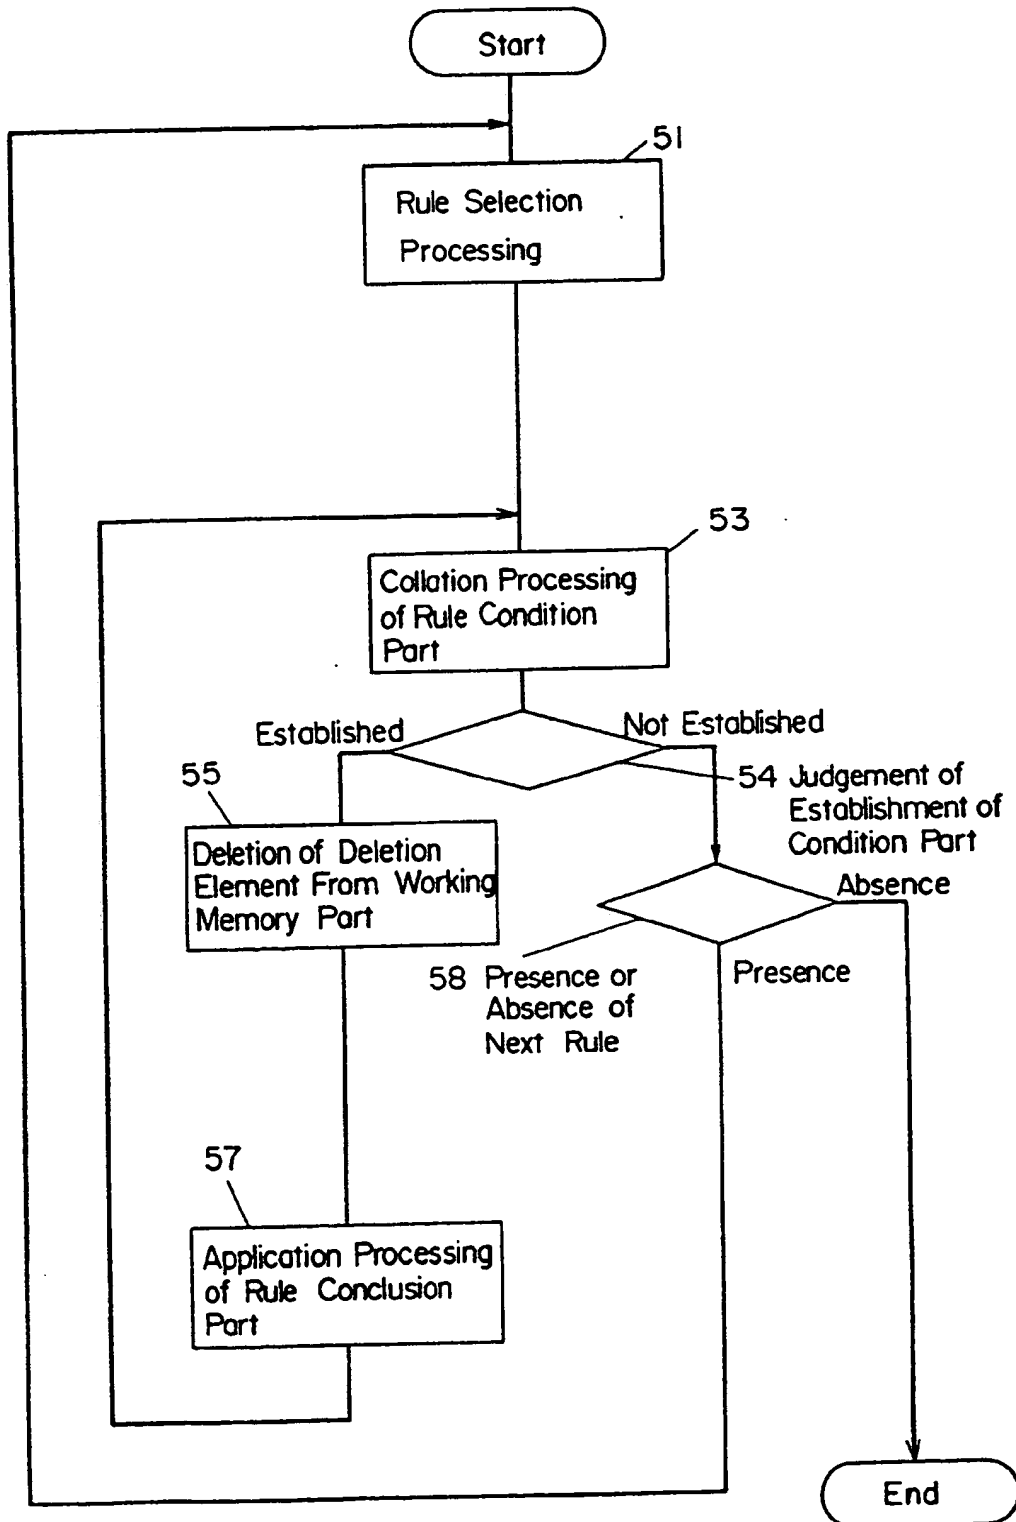 Start
51
Rule Selection
Processing
53
Collation Processing
of Rule Condition
Part
Established
Not Established
54 Judgement of
Establishment of
Condition Part
55
Deletion of Deletion
Element From Working
Memory Part
Absence
58 Presence or
Absence of
Next Rule
Presence
57
Application Processing
of Rule Conclusion
Part
End